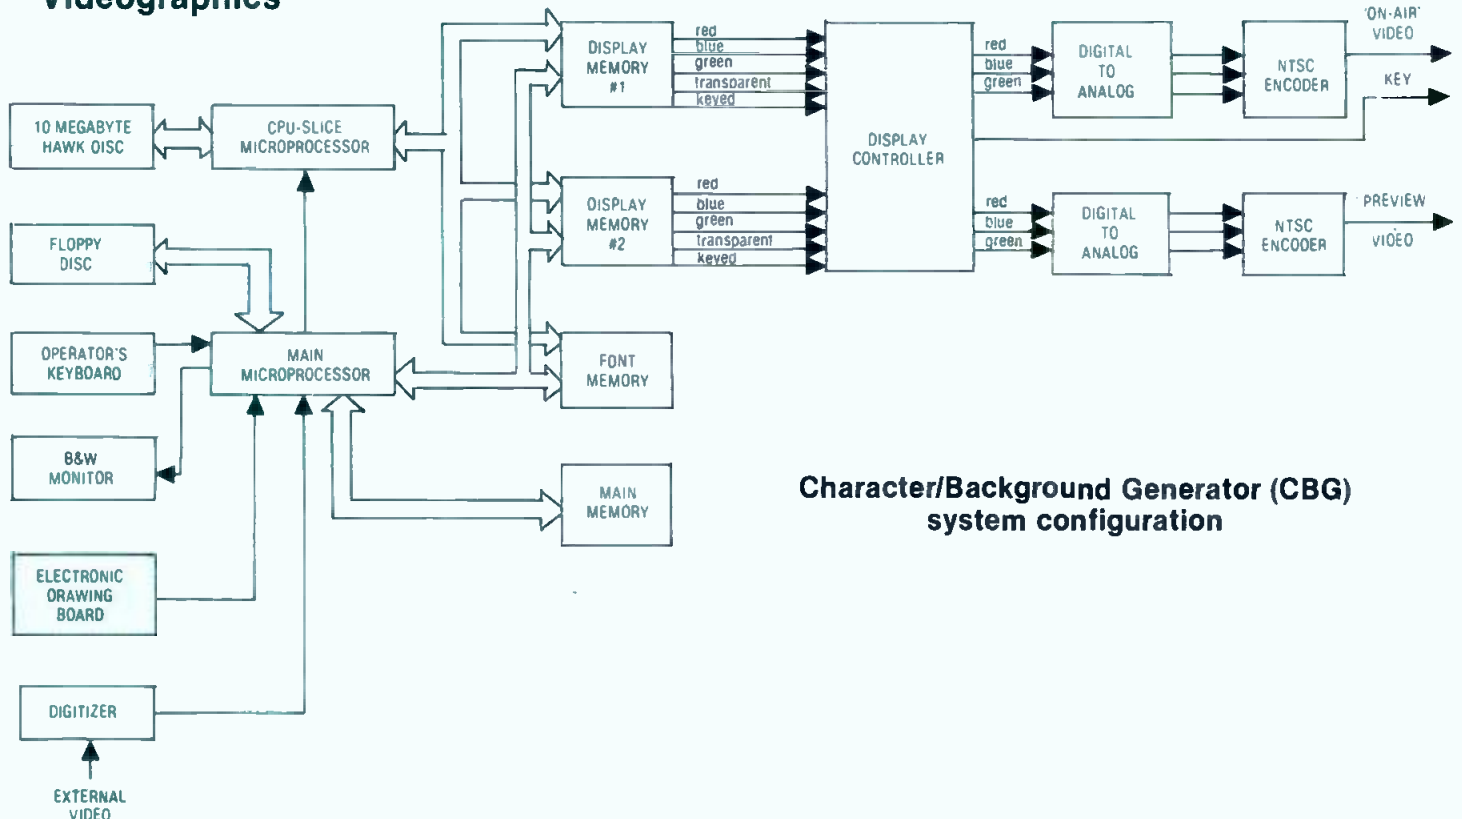 Videographics
10 MEGABYTE
HAWK DISC
CPU-SLICE
MICROPROCESSOR
FLOPPY
DISC
OPERATOR'S
KEYBOARD
MAIN
MICROPROCESSOR
B&W
MONITOR
ELECTRONIC
DRAWING
BOARD
DIGITIZER
EXTERNAL
VIDEO
DISPLAY
MEMORY
#1
red
blue
green
transparent
keyed
DISPLAY
MEMORY
#2
red
blue
green
transparent
keyed
FONT
MEMORY
MAIN
MEMORY
DISPLAY
CONTROLLER
red
blue
green
DIGITAL
TO
ANALOG
NTSC
ENCODER
'ON-AIR'
VIDEO
KEY
red
blue
green
DIGITAL
TO
ANALOG
NTSC
ENCODER
PREVIEW
VIDEO
Character/Background Generator (CBG)
system configuration